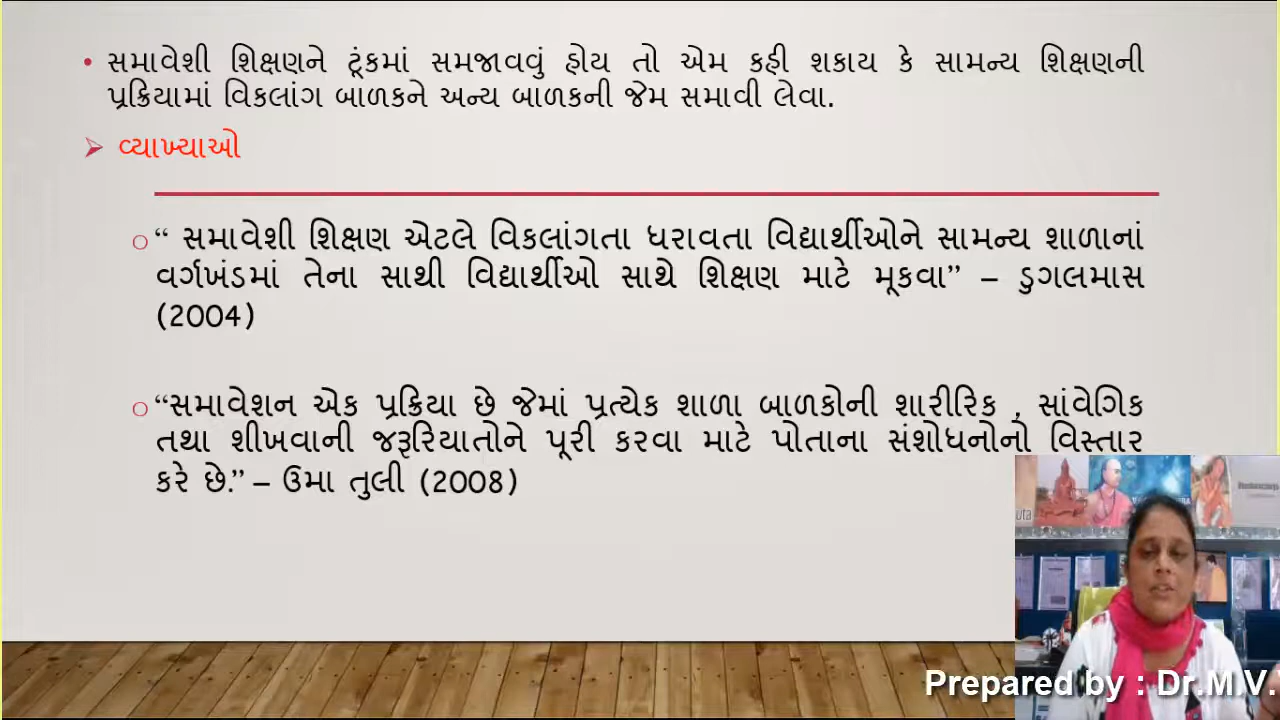 • સમાવેશી શિક્ષણને ટૂંકમાં સમજાવવું હોય તો એમ કહી શકાય કે સામન્ય શિક્ષણની
પ્રક્રિયામાં વિકલાંગ બાળકને અન્ય બાળકની જેમ સમાવી લેવા.
➢ વ્યાખ્યાઓ
○ “ સમાવેશી શિક્ષણ એટલે વિકલાંગતા ધરાવતા વિદ્યાર્થીઓને સામન્ય શાળાનાં
વર્ગખંડમાં તેના સાથી વિદ્યાર્થીઓ સાથે શિક્ષણ માટે મૂકવા” – ડુગલમાસ
(2004)
○ “સમાવેશન એક પ્રક્રિયા છે જેમાં પ્રત્યેક શાળા બાળકોની શારીરિક , સાંવેગિક
તથા શીખવાની જરૂરિયાતોને પૂરી કરવા માટે પોતાના સંશોધનોનો વિસ્તાર
કરે છે.” – ઉમા તુલી (2008)
Prepared by : Dr.M.V.